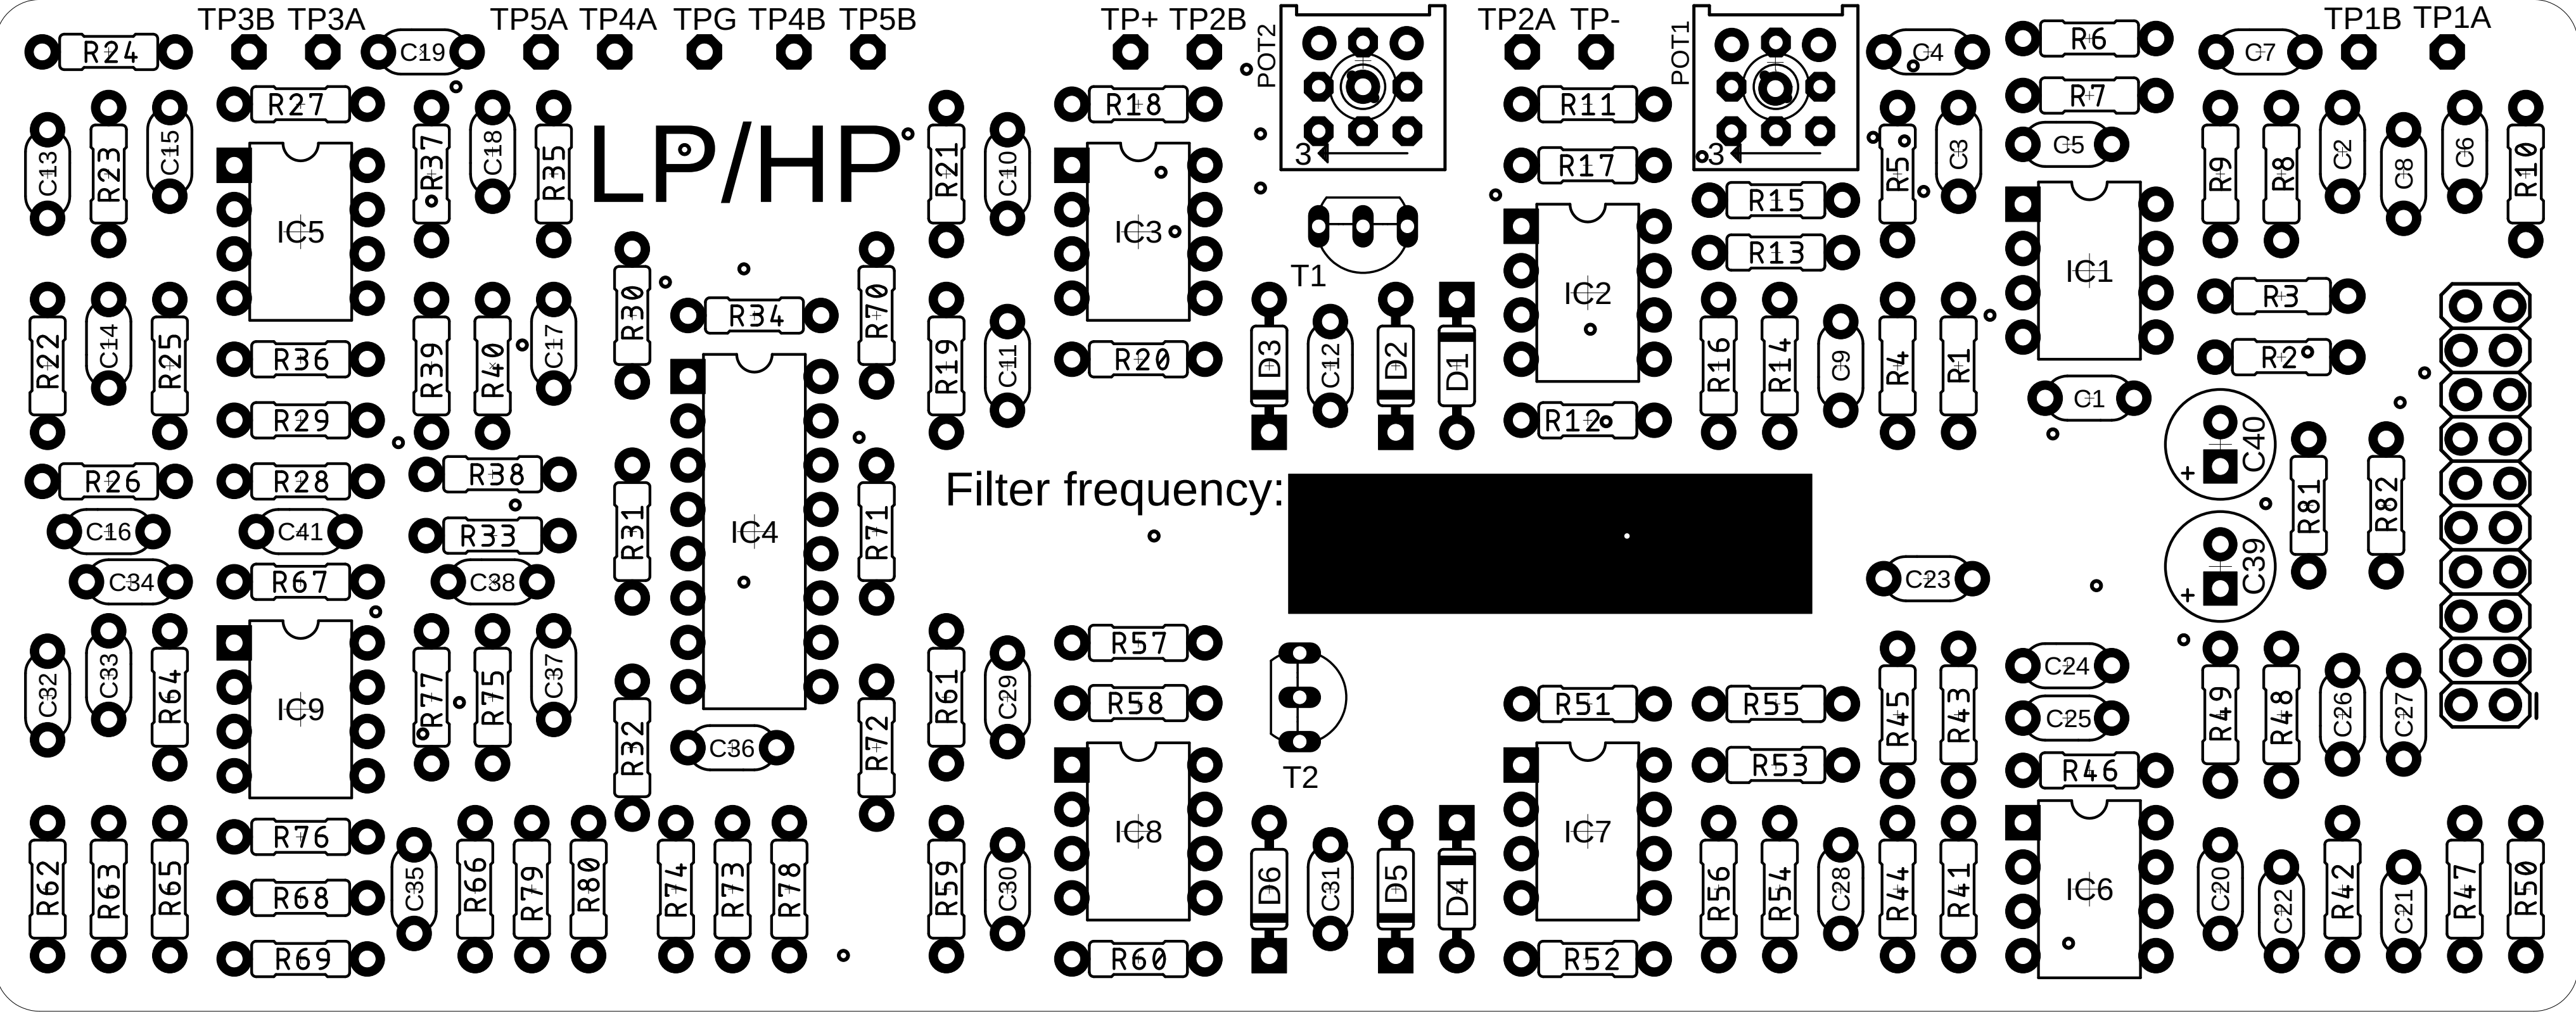 TP3B TP3A TP5A TP4A TPG TP4B TP5B TP+ TP2B TP2A TP- TP1B TP1A
R24 C19 POT2 POT1 C4 R6 C7
R27 R18 R11 R7
C13 R23 C15 R37 C18 R35 LP/HP R21 C10 3 R17 3 R5 C3 C5 R9 R8 C2 C8 C6 R10
IC5 IC3 R15
T1 R13 IC2 IC1 R3
R30 R34 R70
R22 C14 R25 R36 R39 R40 C17 R19 C11 R20 D3 C12 D2 D1 R16 R14 C9 R4 R1 R2
R29 R12 C1 C40
R26 R28 R38 Filter frequency: R81 R82
C16 C41 R33 R31 IC4 R71
C34 R67 C38 C23 C39
C32 C33 R64 R77 R75 C37 R61 C29 R57 C24
IC9 R58 R51 R55 R45 R43 C25 R49 R48 C26 C27
R32 C36 R72 T2 R53 R46
R76 IC8 IC7
R62 R63 R65 R68 C35 R66 R79 R80 R74 R73 R78 R59 C30 D6 C31 D5 D4 R56 R54 C28 R44 R41 IC6 C20 C22 R42 C21 R47 R50
R69 R60 R52
+
+